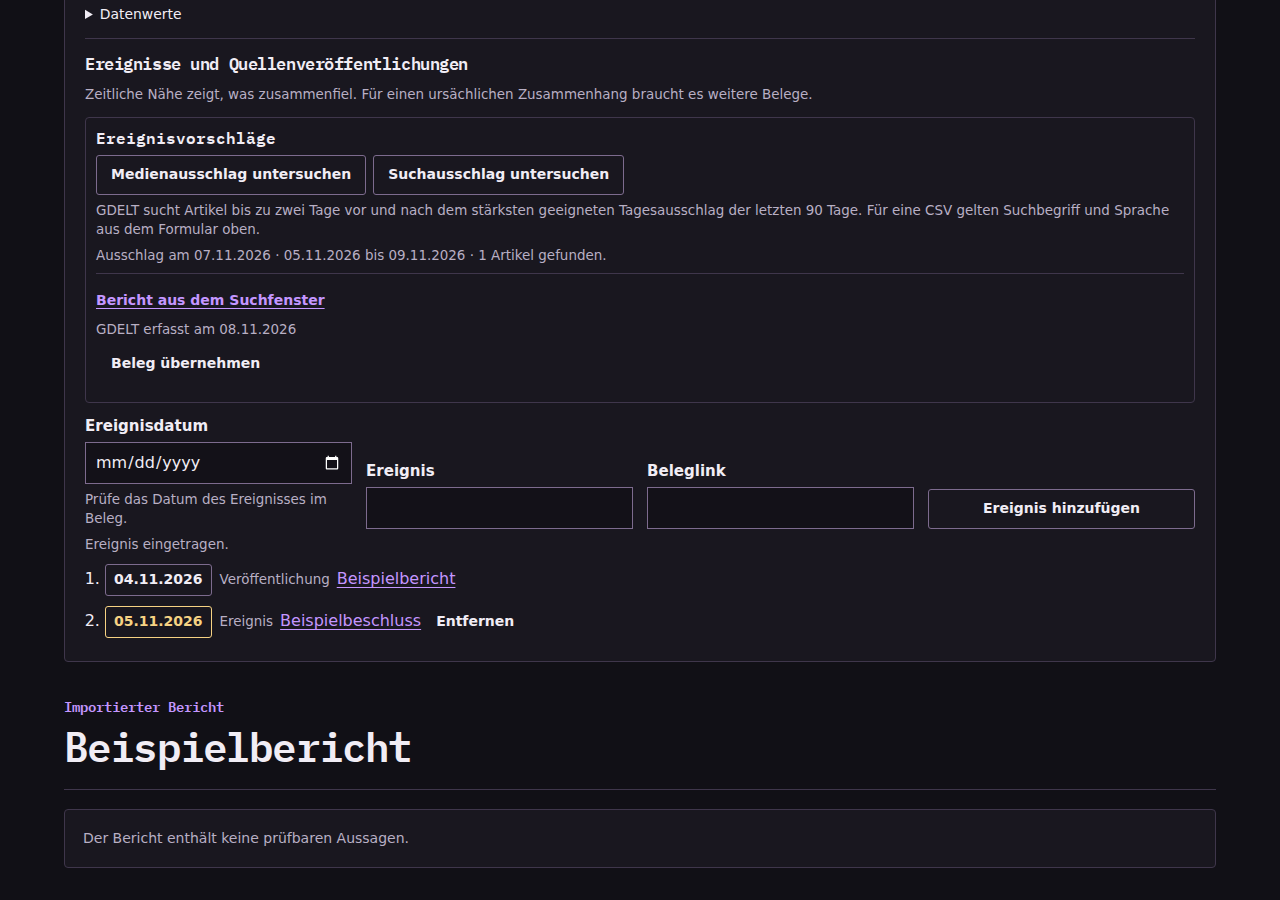 Datenwerte
Ereignisse und Quellenveröffentlichungen
Zeitliche Nähe zeigt, was zusammenfiel. Für einen ursächlichen Zusammenhang braucht es weitere Belege.
Ereignisvorschläge
Medienausschlag untersuchen Suchausschlag untersuchen
GDELT sucht Artikel bis zu zwei Tage vor und nach dem stärksten geeigneten Tagesausschlag der letzten 90 Tage. Für eine CSV gelten Suchbegriff und Sprache
aus dem Formular oben.
Ausschlag am 07.11.2026 · 05.11.2026 bis 09.11.2026 · 1 Artikel gefunden.
Bericht aus dem Suchfenster
GDELT erfasst am 08.11.2026
Beleg übernehmen
Ereignisdatum
mm/dd/yyyy
Prüfe das Datum des Ereignisses im
Beleg.
Ereignis
Beleglink
Ereignis hinzufügen
Ereignis eingetragen.
1. 04.11.2026 Veröffentlichung Beispielbericht
2. 05.11.2026 Ereignis Beispielbeschluss Entfernen
Importierter Bericht
Beispielbericht
Der Bericht enthält keine prüfbaren Aussagen.